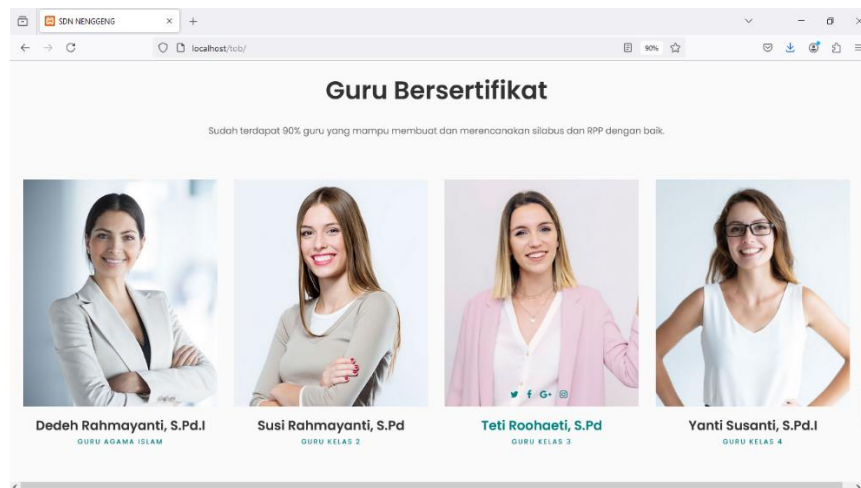 SDN NENGGENG
localhost/tob/
90%
Guru Bersertifikat
Sudah terdapat 90% guru yang mampu membuat dan merencanakan silabus dan RPP dengan baik.
Dedeh Rahmayanti, S.Pd.I
GURU AGAMA ISLAM
Susi Rahmayanti, S.Pd
GURU KELAS 2
Teti Roohaeti, S.Pd
GURU KELAS 3
Yanti Susanti, S.Pd.I
GURU KELAS 4